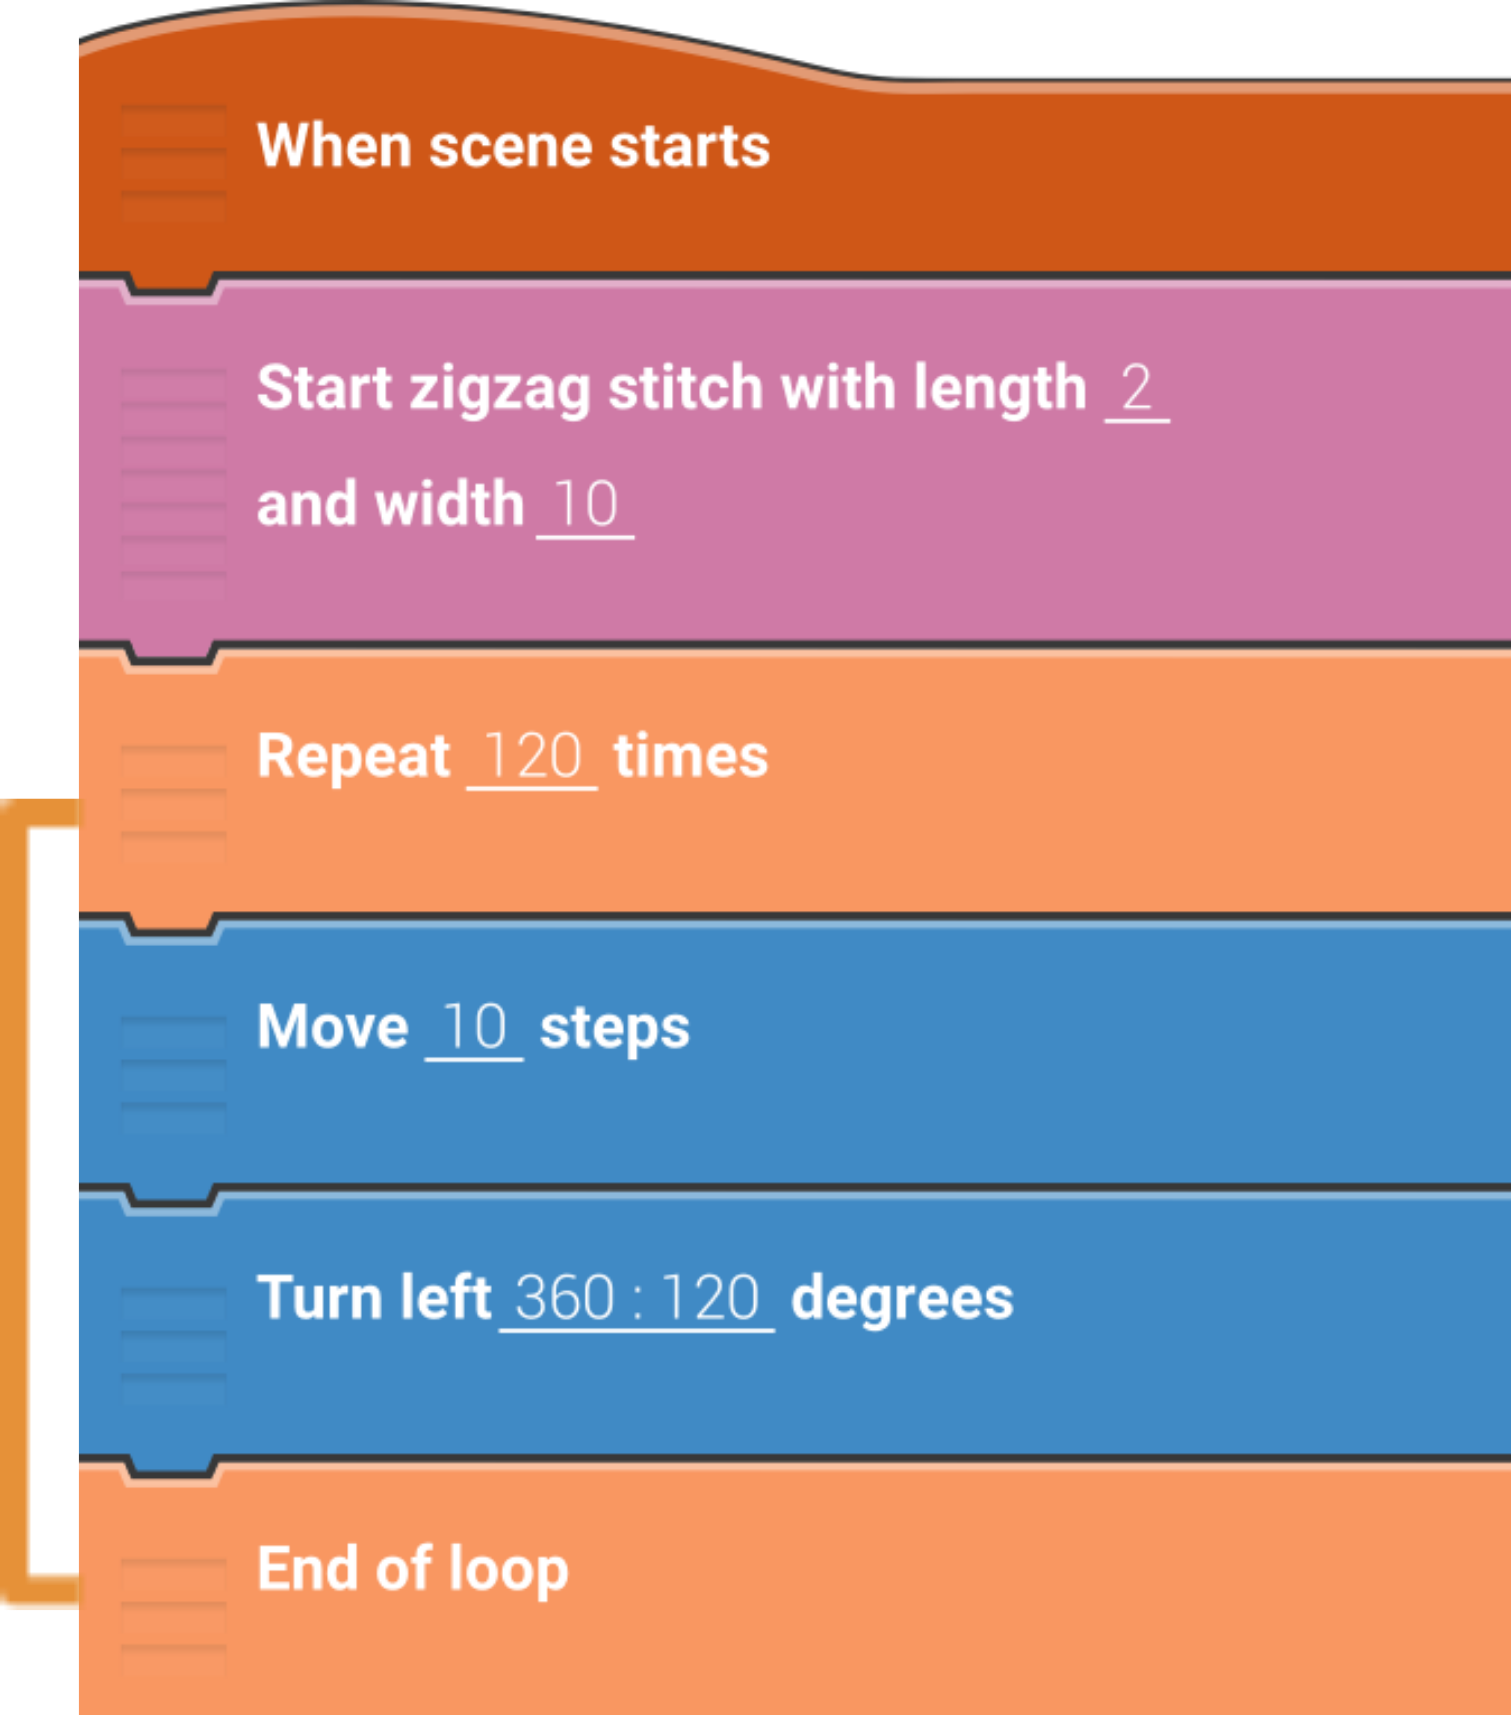 When scene starts
Start zigzag stitch with length 2
and width 10
Repeat 120 times
Move 10 steps
Turn left 360 : 120 degrees
End of loop